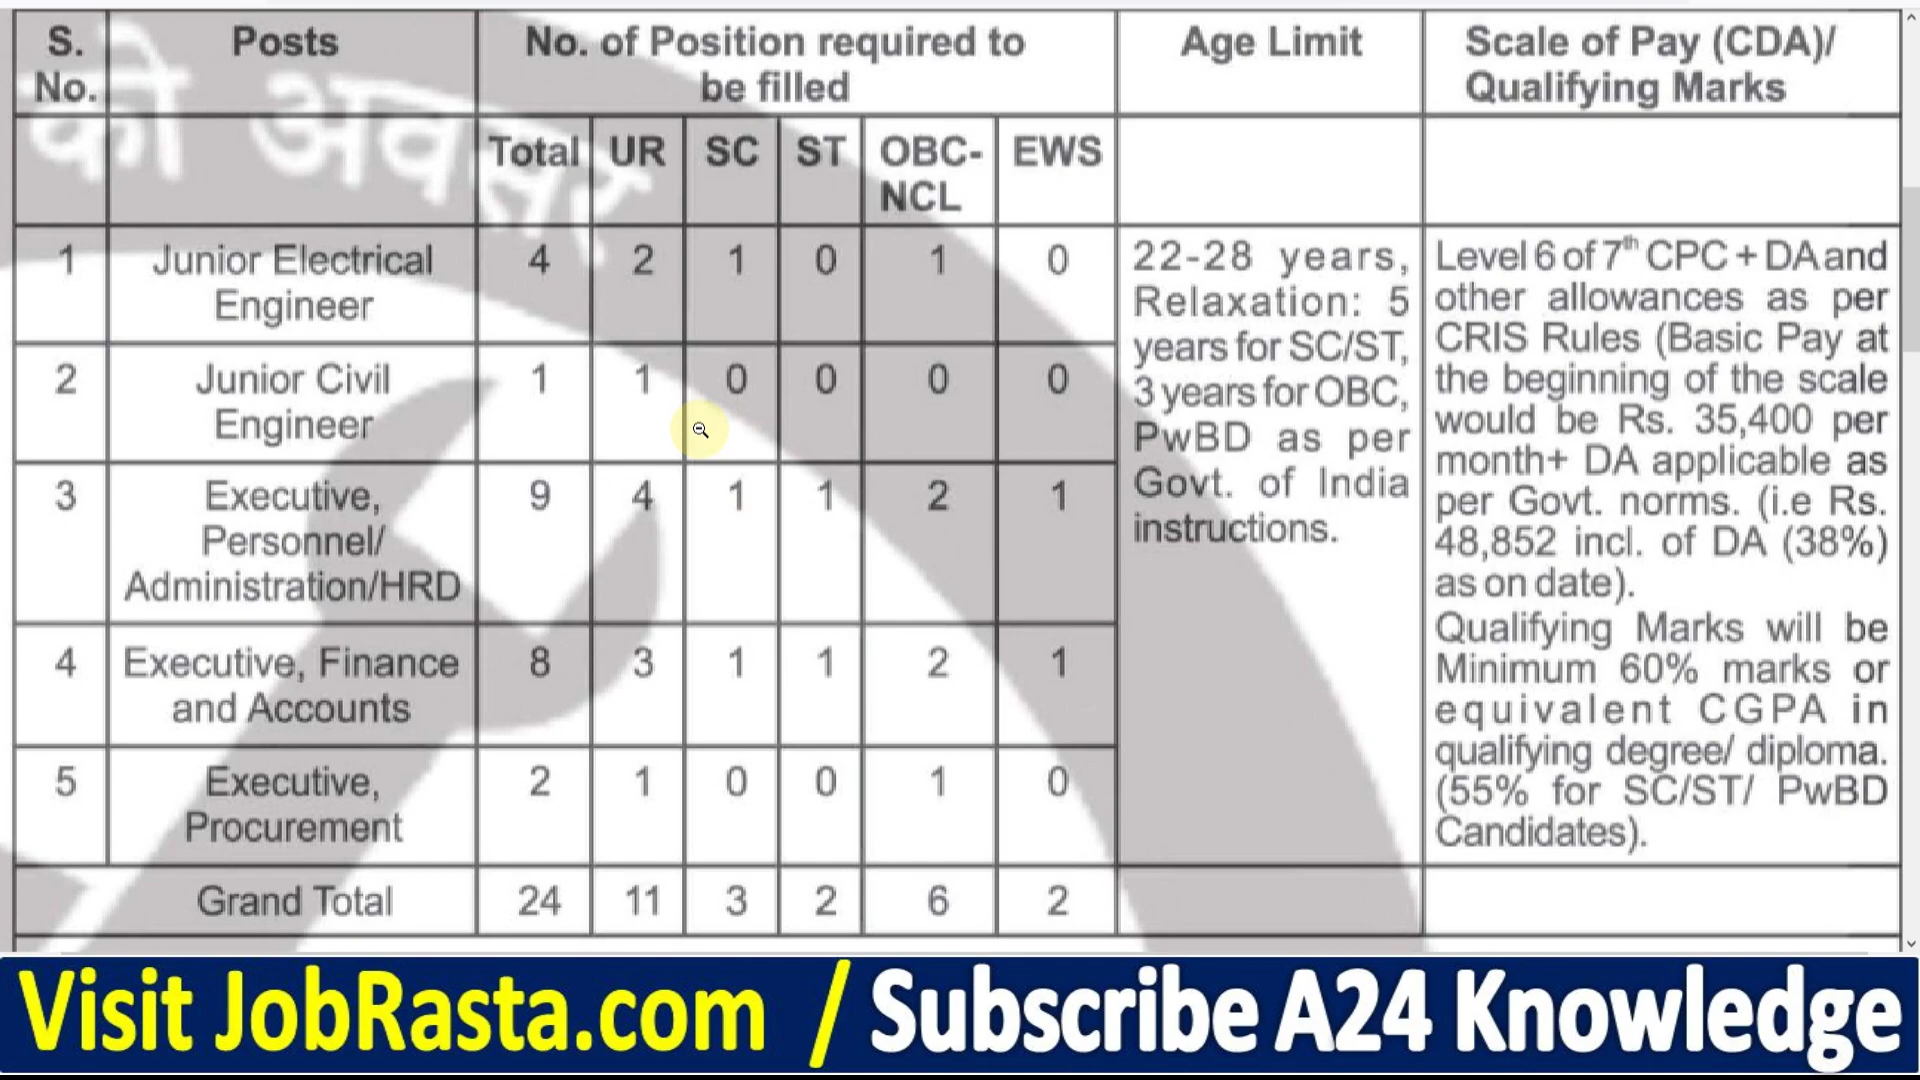 S. No.
Posts
No. of Position required to
be filled
Age Limit
Scale of Pay (CDA)/
Qualifying Marks
Total UR SC ST OBC-
NCL EWS
1 Junior Electrical
Engineer 4 2 1 0 1 0
2 Junior Civil
Engineer 1 1 0 0 0 0
3 Executive,
Personnel/
Administration/HRD 9 4 1 1 2 1
4 Executive, Finance
and Accounts 8 3 1 1 2 1
5 Executive,
Procurement 2 1 0 0 1 0
22-28 years,
Relaxation: 5
years for SC/ST,
3 years for OBC,
PwBD as per
Govt. of India
instructions.
Level 6 of 7th CPC + DA and
other allowances as per
CRIS Rules (Basic Pay at
the beginning of the scale
would be Rs. 35,400 per
month+ DA applicable as
per Govt. norms. (i.e Rs.
48,852 incl. of DA (38%)
as on date).
Qualifying Marks will be
Minimum 60% marks or
equivalent CGPA in
qualifying degree/ diploma.
(55% for SC/ST/ PwBD
Candidates).
Grand Total 24 11 3 2 6 2
को अवसर
Visit JobRasta.com / Subscribe A24 Knowledge